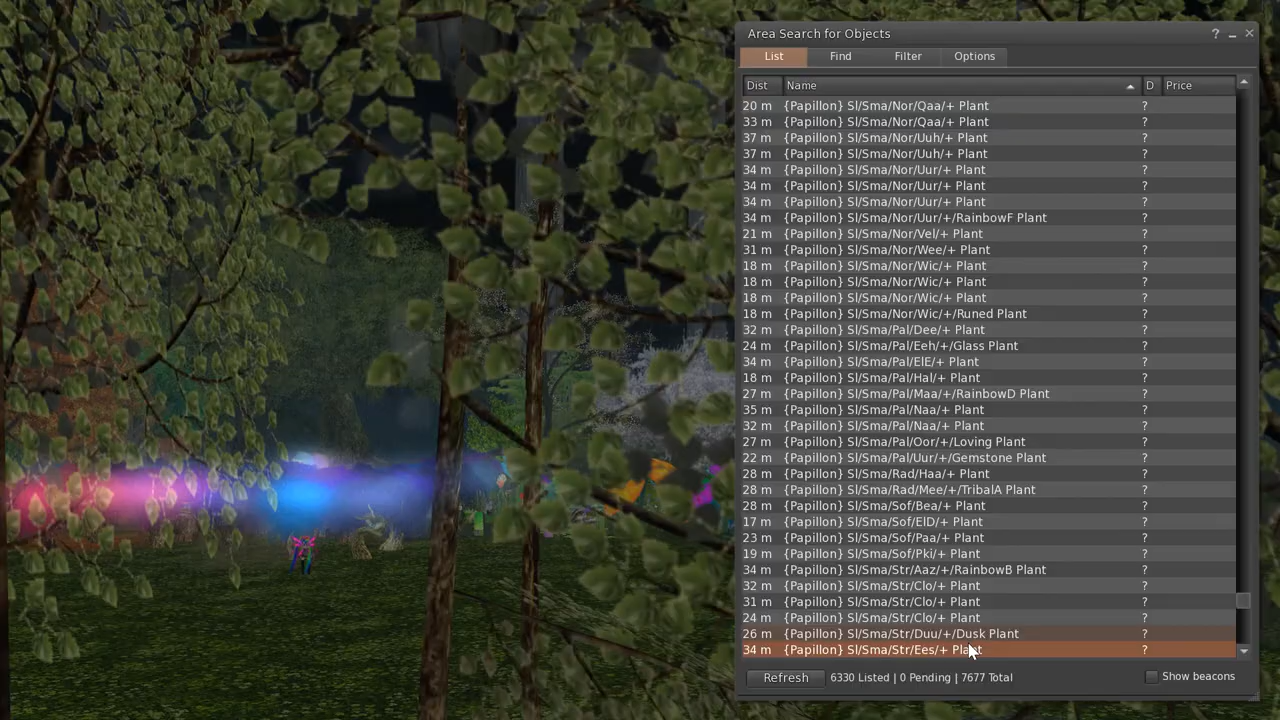 Area Search for Objects ? _ ×
List Find Filter Options
Dist Name D Price
20 m {Papillon} Sl/Sma/Nor/Qaa/+ Plant ?
33 m {Papillon} Sl/Sma/Nor/Qaa/+ Plant ?
37 m {Papillon} Sl/Sma/Nor/Uuh/+ Plant ?
37 m {Papillon} Sl/Sma/Nor/Uuh/+ Plant ?
34 m {Papillon} Sl/Sma/Nor/Uur/+ Plant ?
34 m {Papillon} Sl/Sma/Nor/Uur/+ Plant ?
34 m {Papillon} Sl/Sma/Nor/Uur/+ Plant ?
34 m {Papillon} Sl/Sma/Nor/Uur/+/RainbowF Plant ?
21 m {Papillon} Sl/Sma/Nor/Vel/+ Plant ?
31 m {Papillon} Sl/Sma/Nor/Wee/+ Plant ?
18 m {Papillon} Sl/Sma/Nor/Wic/+ Plant ?
18 m {Papillon} Sl/Sma/Nor/Wic/+ Plant ?
18 m {Papillon} Sl/Sma/Nor/Wic/+ Plant ?
18 m {Papillon} Sl/Sma/Nor/Wic/+/Runed Plant ?
32 m {Papillon} Sl/Sma/Pal/Dee/+ Plant ?
24 m {Papillon} Sl/Sma/Pal/Eeh/+/Glass Plant ?
34 m {Papillon} Sl/Sma/Pal/ElE/+ Plant ?
18 m {Papillon} Sl/Sma/Pal/Hal/+ Plant ?
27 m {Papillon} Sl/Sma/Pal/Maa/+/RainbowD Plant ?
35 m {Papillon} Sl/Sma/Pal/Naa/+ Plant ?
32 m {Papillon} Sl/Sma/Pal/Naa/+ Plant ?
27 m {Papillon} Sl/Sma/Pal/Oor/+/Loving Plant ?
22 m {Papillon} Sl/Sma/Pal/Uur/+/Gemstone Plant ?
28 m {Papillon} Sl/Sma/Rad/Haa/+ Plant ?
28 m {Papillon} Sl/Sma/Rad/Mee/+/TribalA Plant ?
28 m {Papillon} Sl/Sma/Sof/Bea/+ Plant ?
17 m {Papillon} Sl/Sma/Sof/ElD/+ Plant ?
23 m {Papillon} Sl/Sma/Sof/Paa/+ Plant ?
19 m {Papillon} Sl/Sma/Sof/Pki/+ Plant ?
34 m {Papillon} Sl/Sma/Str/Aaz/+/RainbowB Plant ?
32 m {Papillon} Sl/Sma/Str/Clo/+ Plant ?
31 m {Papillon} Sl/Sma/Str/Clo/+ Plant ?
24 m {Papillon} Sl/Sma/Str/Clo/+ Plant ?
26 m {Papillon} Sl/Sma/Str/Duu/+/Dusk Plant ?
34 m {Papillon} Sl/Sma/Str/Ees/+ Plant ?
Refresh 6330 Listed | 0 Pending | 7677 Total Show beacons